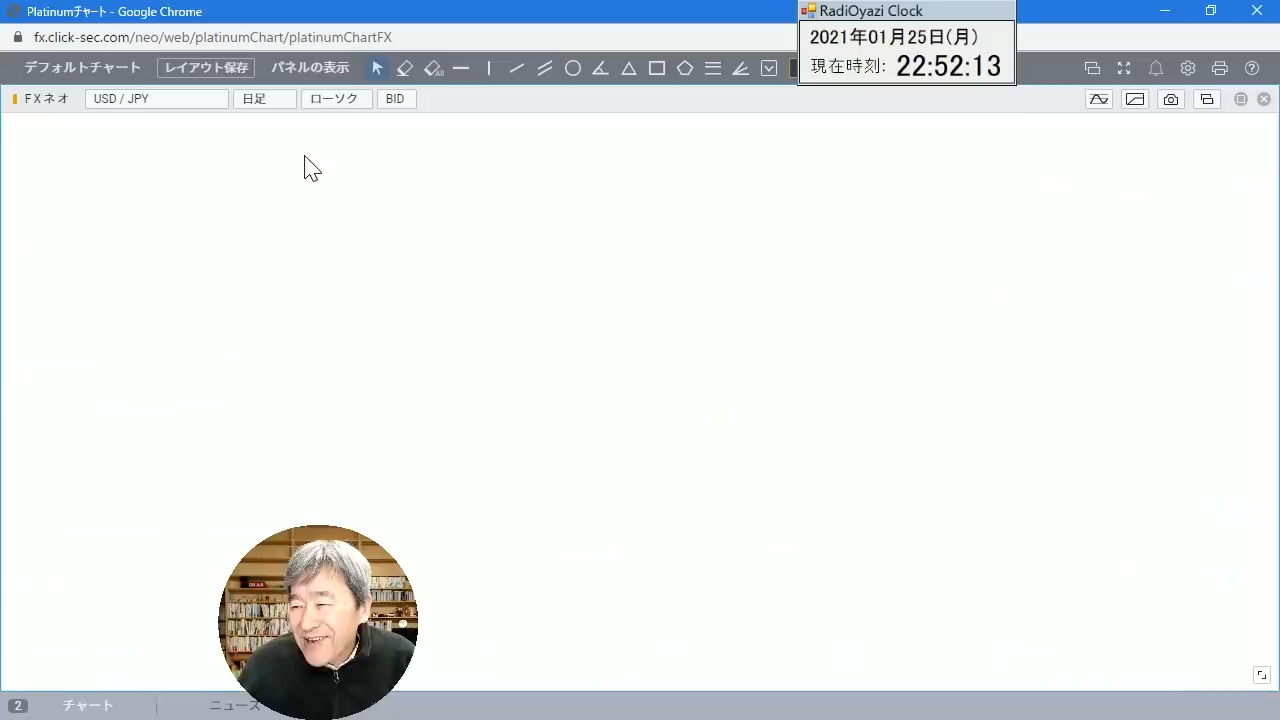 Platinumチャート - Google Chrome
RadiOyazi Clock
fx.click-sec.com/neo/web/platinumChart/platinumChartFX
2021年01月25日(月)
現在時刻: 22:52:13
デフォルトチャート レイアウト保存 パネルの表示
FXネオ USD / JPY 日足 ローソク BID
2 チャート ニュース